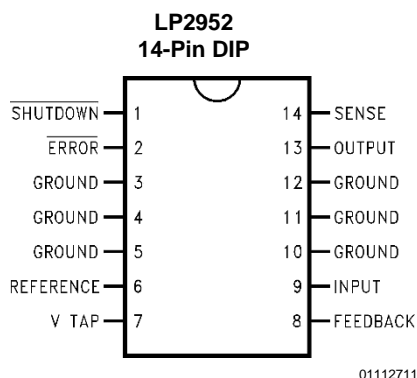 LP2952
14-Pin DIP
SHUTDOWN 1 14 SENSE
ERROR 2 13 OUTPUT
GROUND 3 12 GROUND
GROUND 4 11 GROUND
GROUND 5 10 GROUND
REFERENCE 6 9 INPUT
V TAP 7 8 FEEDBACK
01112711